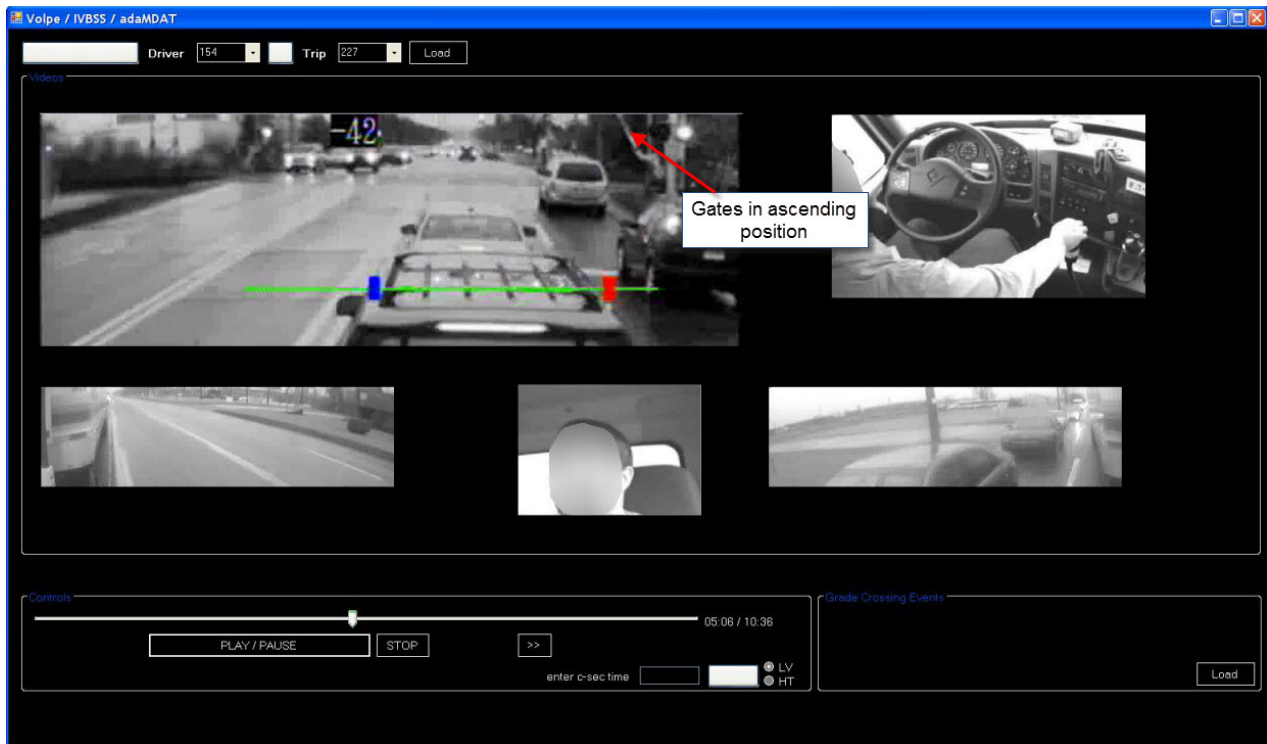 Volpe / IVBSS / adaMDAT
Driver 154 Trip 227 Load
Videos
-42
Gates in ascending
position
Controls
05:06 / 10:36
PLAY / PAUSE STOP >>
enter c-sec time LV
HT
Grade Crossing Events
Load